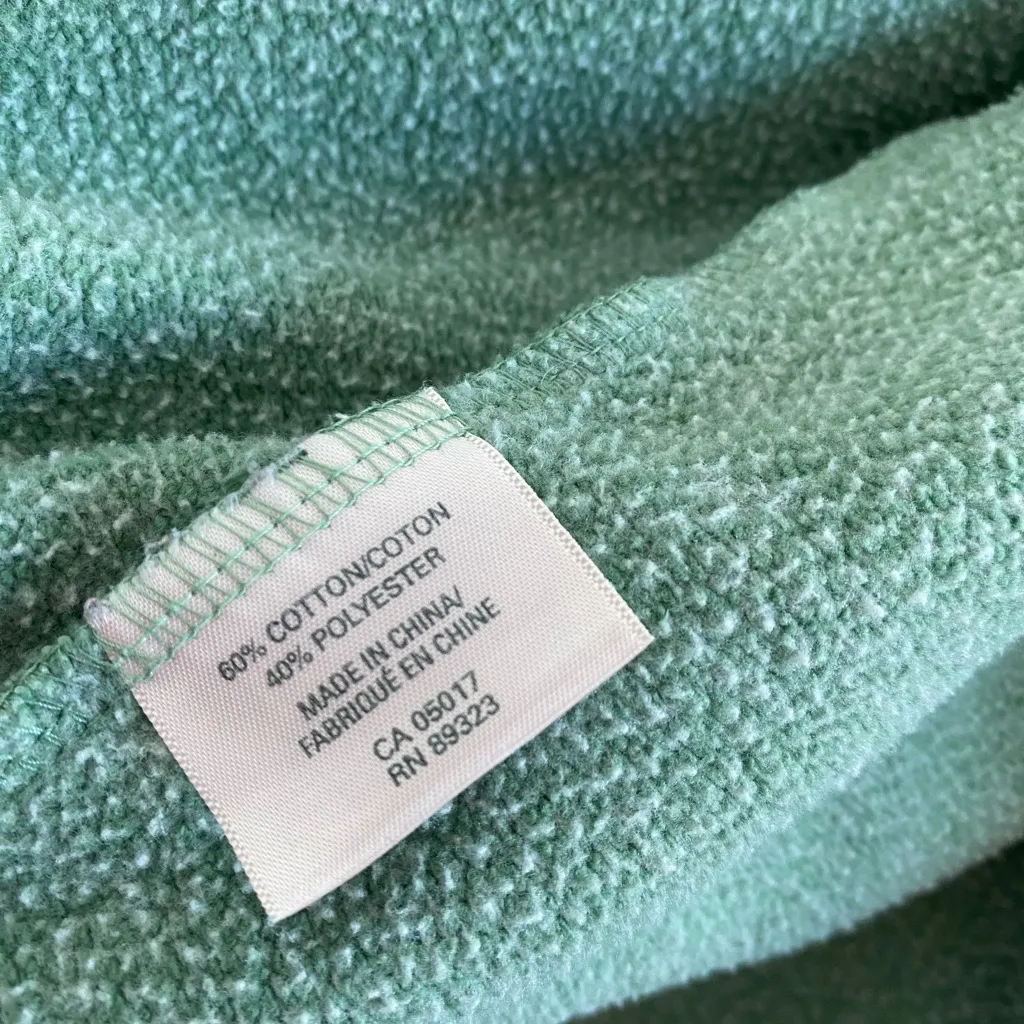 60% COTTON/COTON
40% POLYESTER
MADE IN CHINA/
FABRIQUÉ EN CHINE
CA 05017
RN 89323